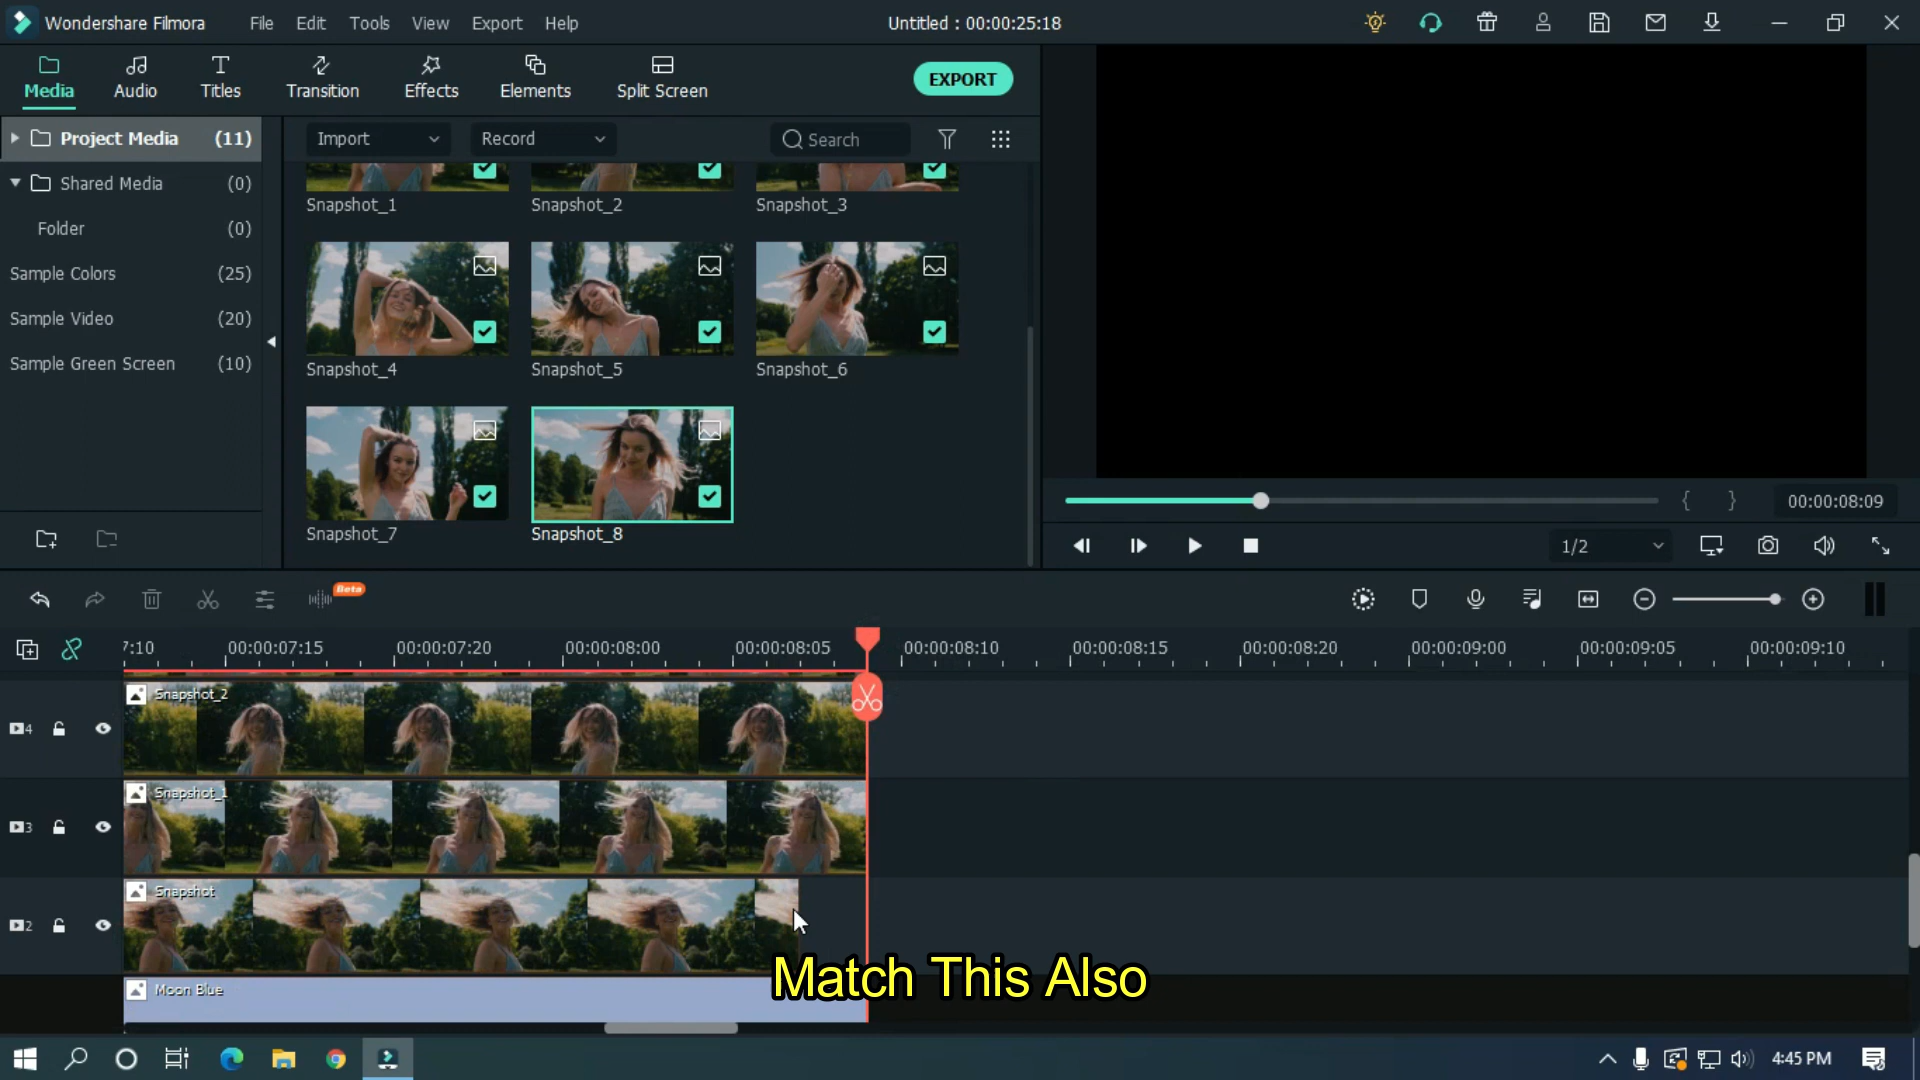 Wondershare Filmora
File
Edit
Tools
View
Export
Help
Untitled : 00:00:25:18
Media
Audio
Titles
Transition
Effects
Elements
Split Screen
EXPORT
Project Media (11)
Shared Media (0)
Folder (0)
Sample Colors (25)
Sample Video (20)
Sample Green Screen (10)
Import
Record
Search
Snapshot_1
Snapshot_2
Snapshot_3
Snapshot_4
Snapshot_5
Snapshot_6
Snapshot_7
Snapshot_8
{ }
00:00:08:09
1/2
Beta
7:10
00:00:07:15
00:00:07:20
00:00:08:00
00:00:08:05
00:00:08:10
00:00:08:15
00:00:08:20
00:00:09:00
00:00:09:05
00:00:09:10
4
Snapshot_2
3
Snapshot_1
2
Snapshot
Moon Blue
Match This Also
4:45 PM